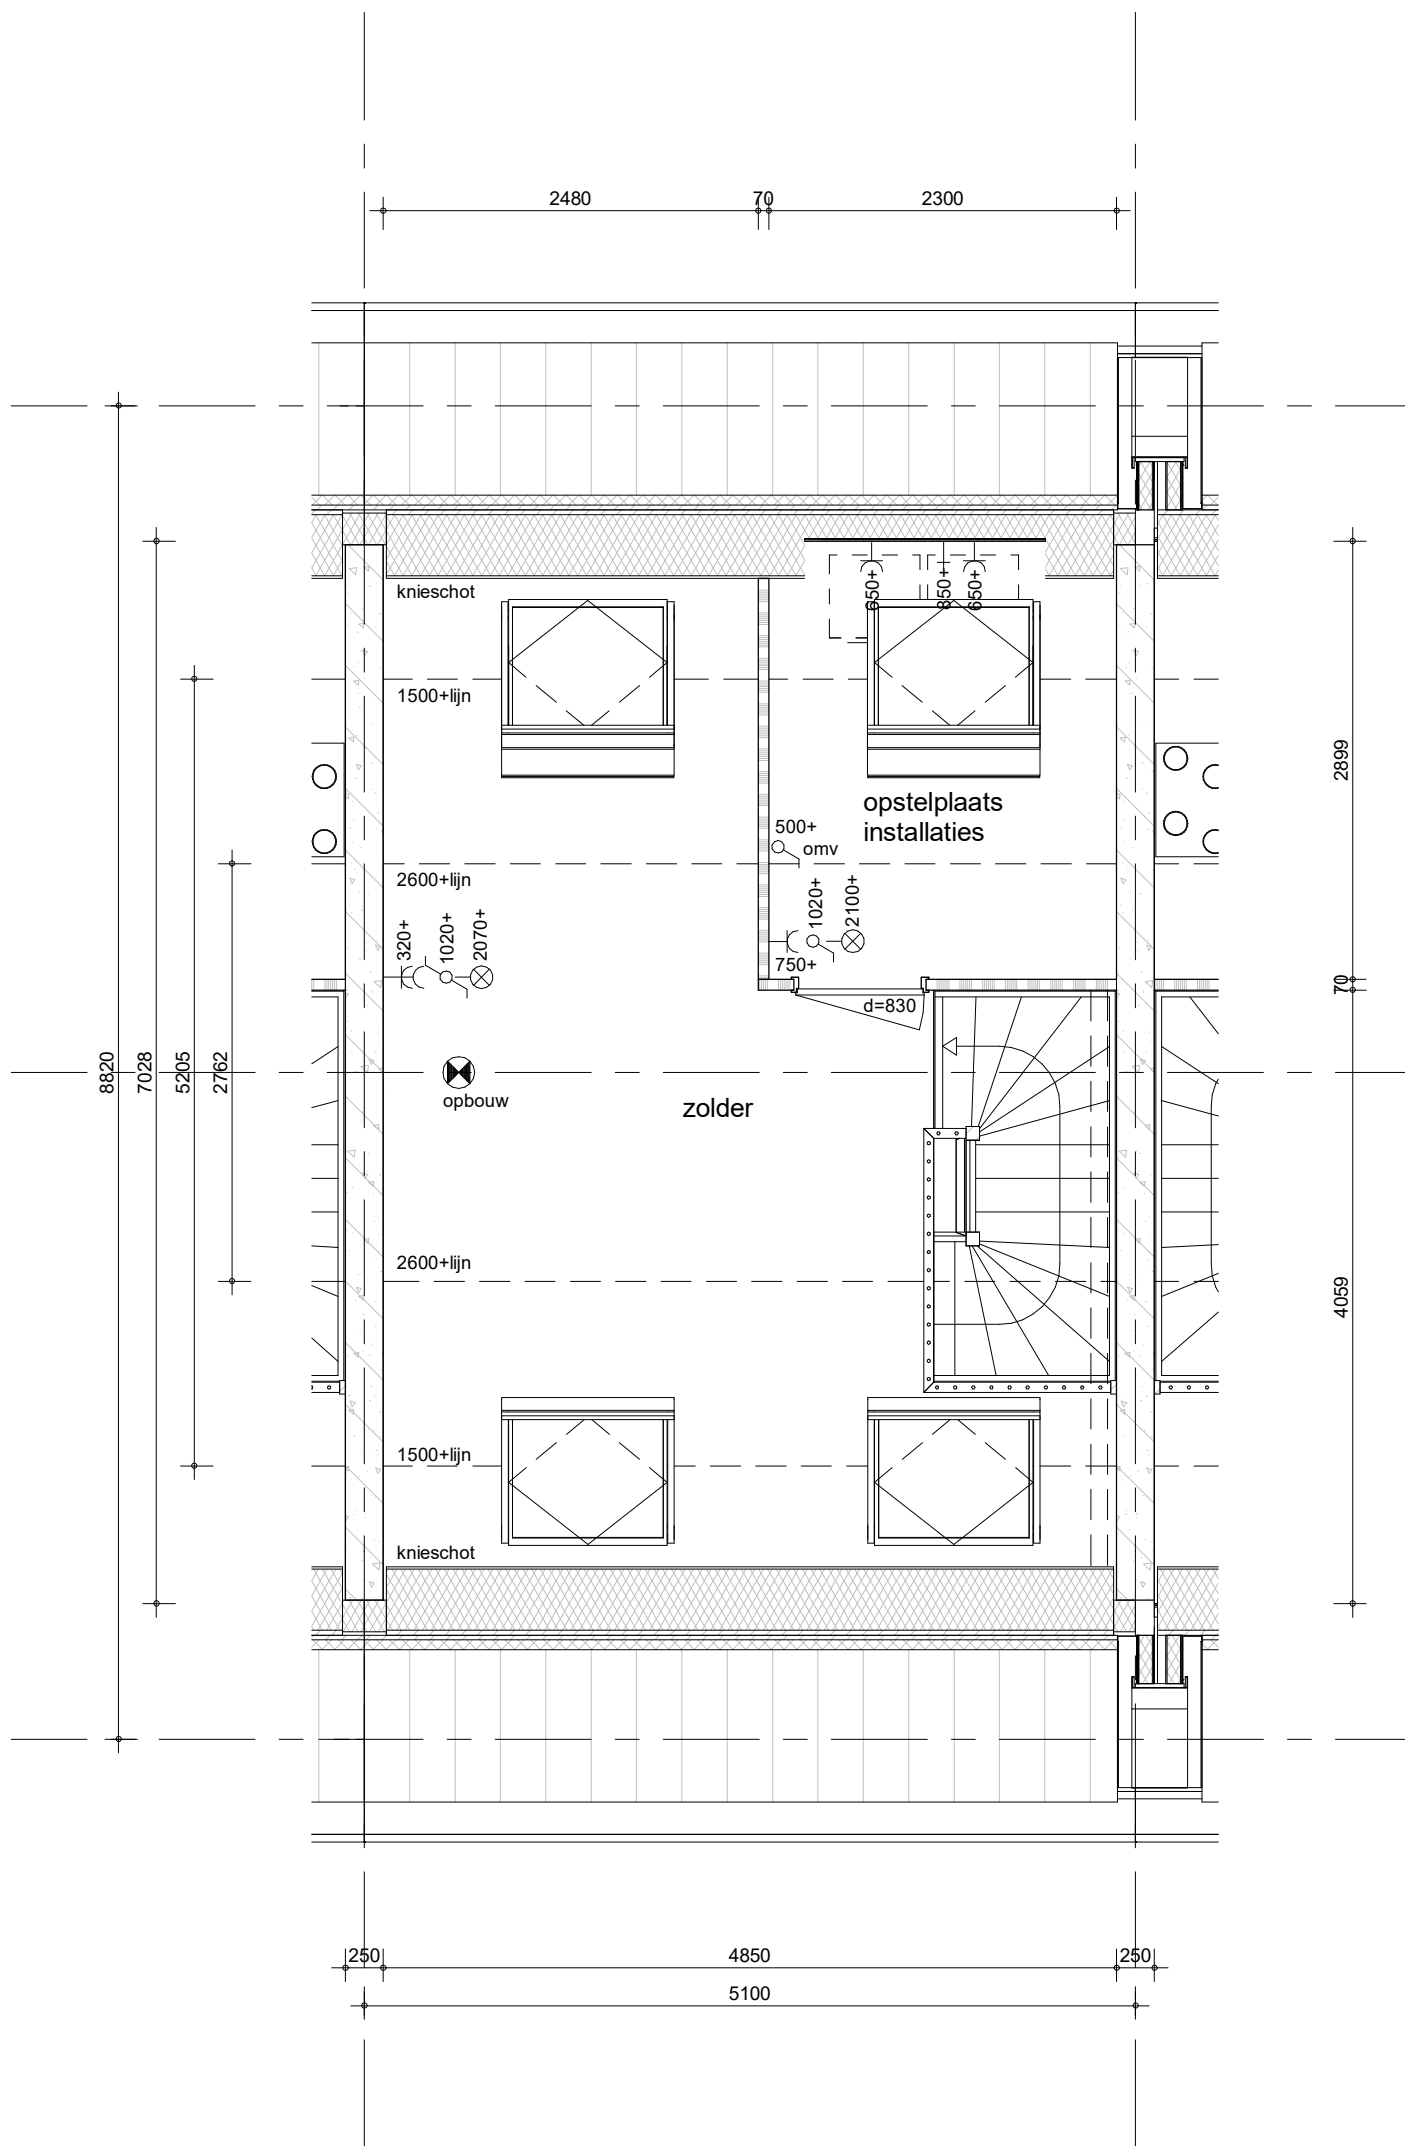 2480
70
2300
knieschot
650+
850+
650+
1500+lijn
2899
opstelplaats
installaties
500+
omv
2600+lijn
320+
1020+
2070+
1020+
2100+
750+
70
d=830
8820
7028
5205
2762
opbouw
zolder
2600+lijn
4059
1500+lijn
knieschot
250
4850
250
5100